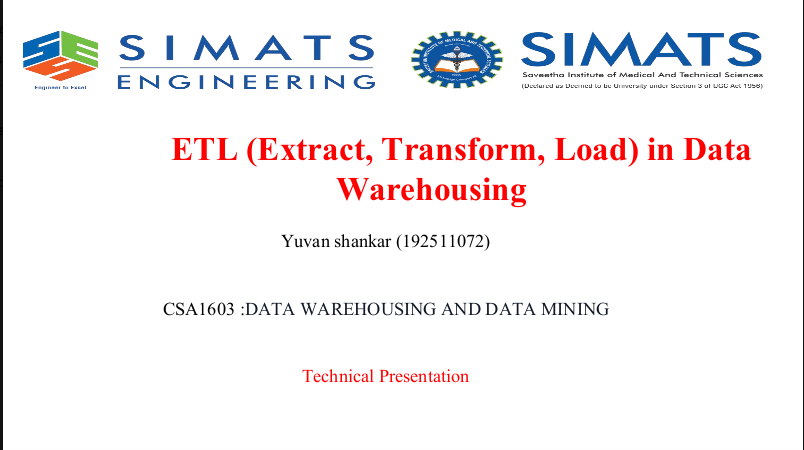 SIMATS
ENGINEERING
Engineer to Excel
SIMATS
Saveetha Institute of Medical And Technical Sciences
(Declared as Deemed to be University under Section 3 of UGC Act 1956)
ETL (Extract, Transform, Load) in Data
Warehousing
Yuvan shankar (192511072)
CSA1603 :DATA WAREHOUSING AND DATA MINING
Technical Presentation